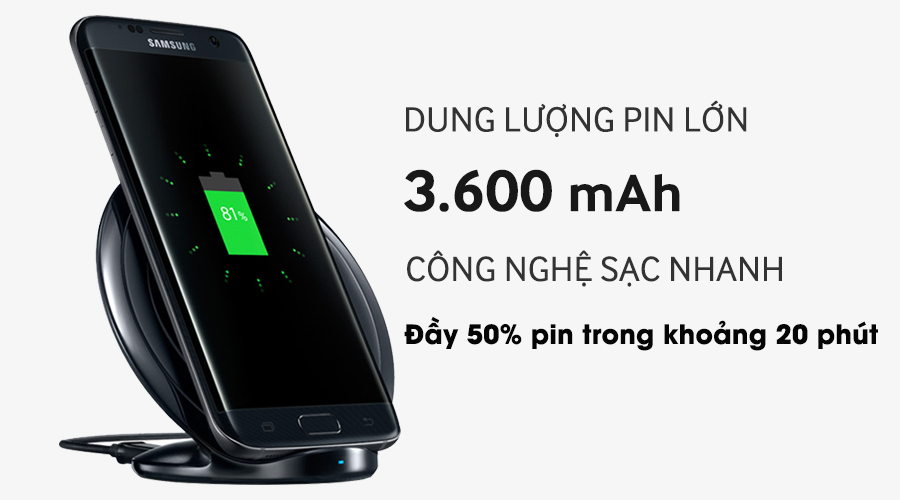 SAMSUNG
81%
DUNG LƯỢNG PIN LỚN
3.600 mAh
CÔNG NGHỆ SẠC NHANH
Đầy 50% pin trong khoảng 20 phút